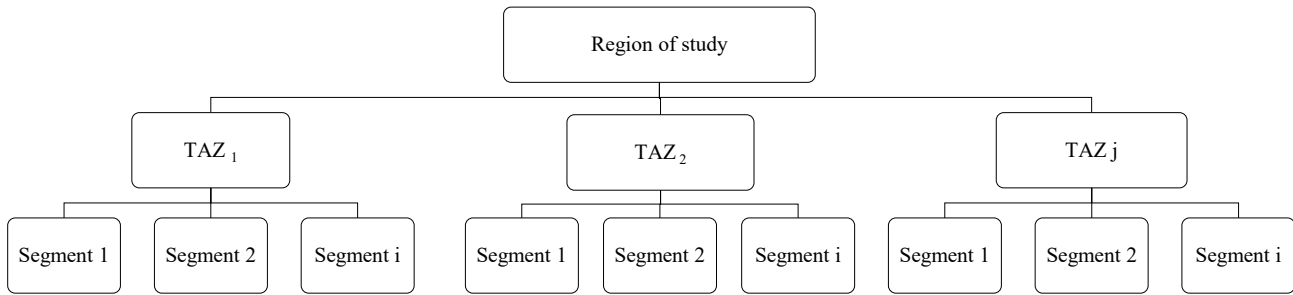 Region of study
TAZ 1
TAZ 2
TAZ j
Segment 1
Segment 2
Segment i
Segment 1
Segment 2
Segment i
Segment 1
Segment 2
Segment i